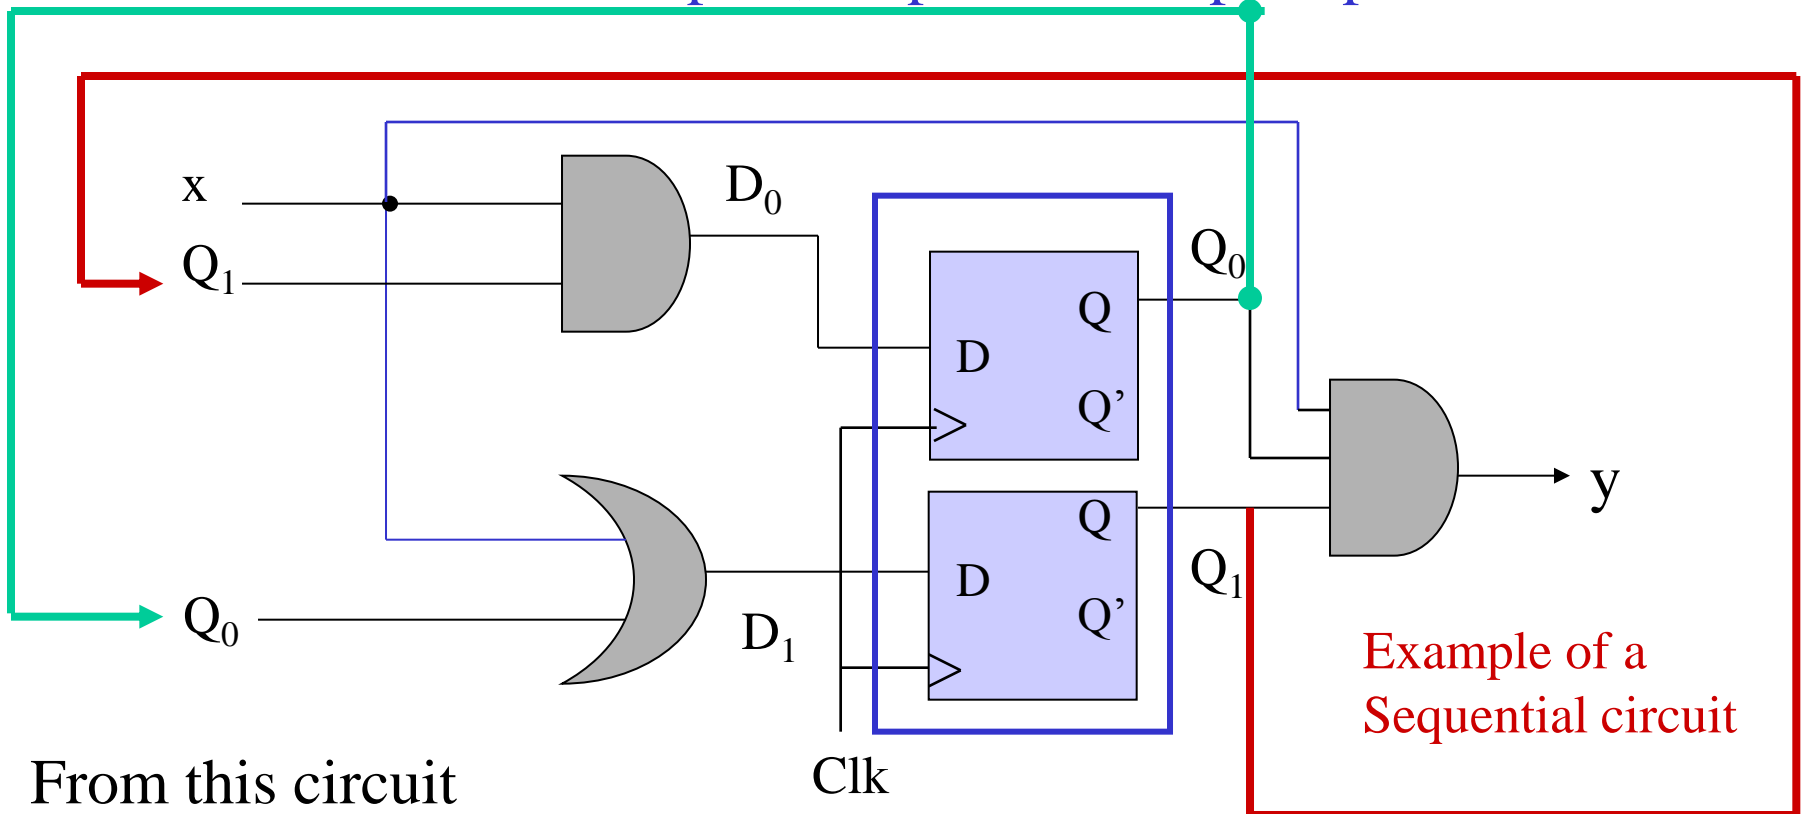 x
D₀
Q₁
Q₀
Q
D
Q’
Q
y
D
Q₁
Q’
Q₀
D₁
Example of a
Sequential circuit
Clk
From this circuit